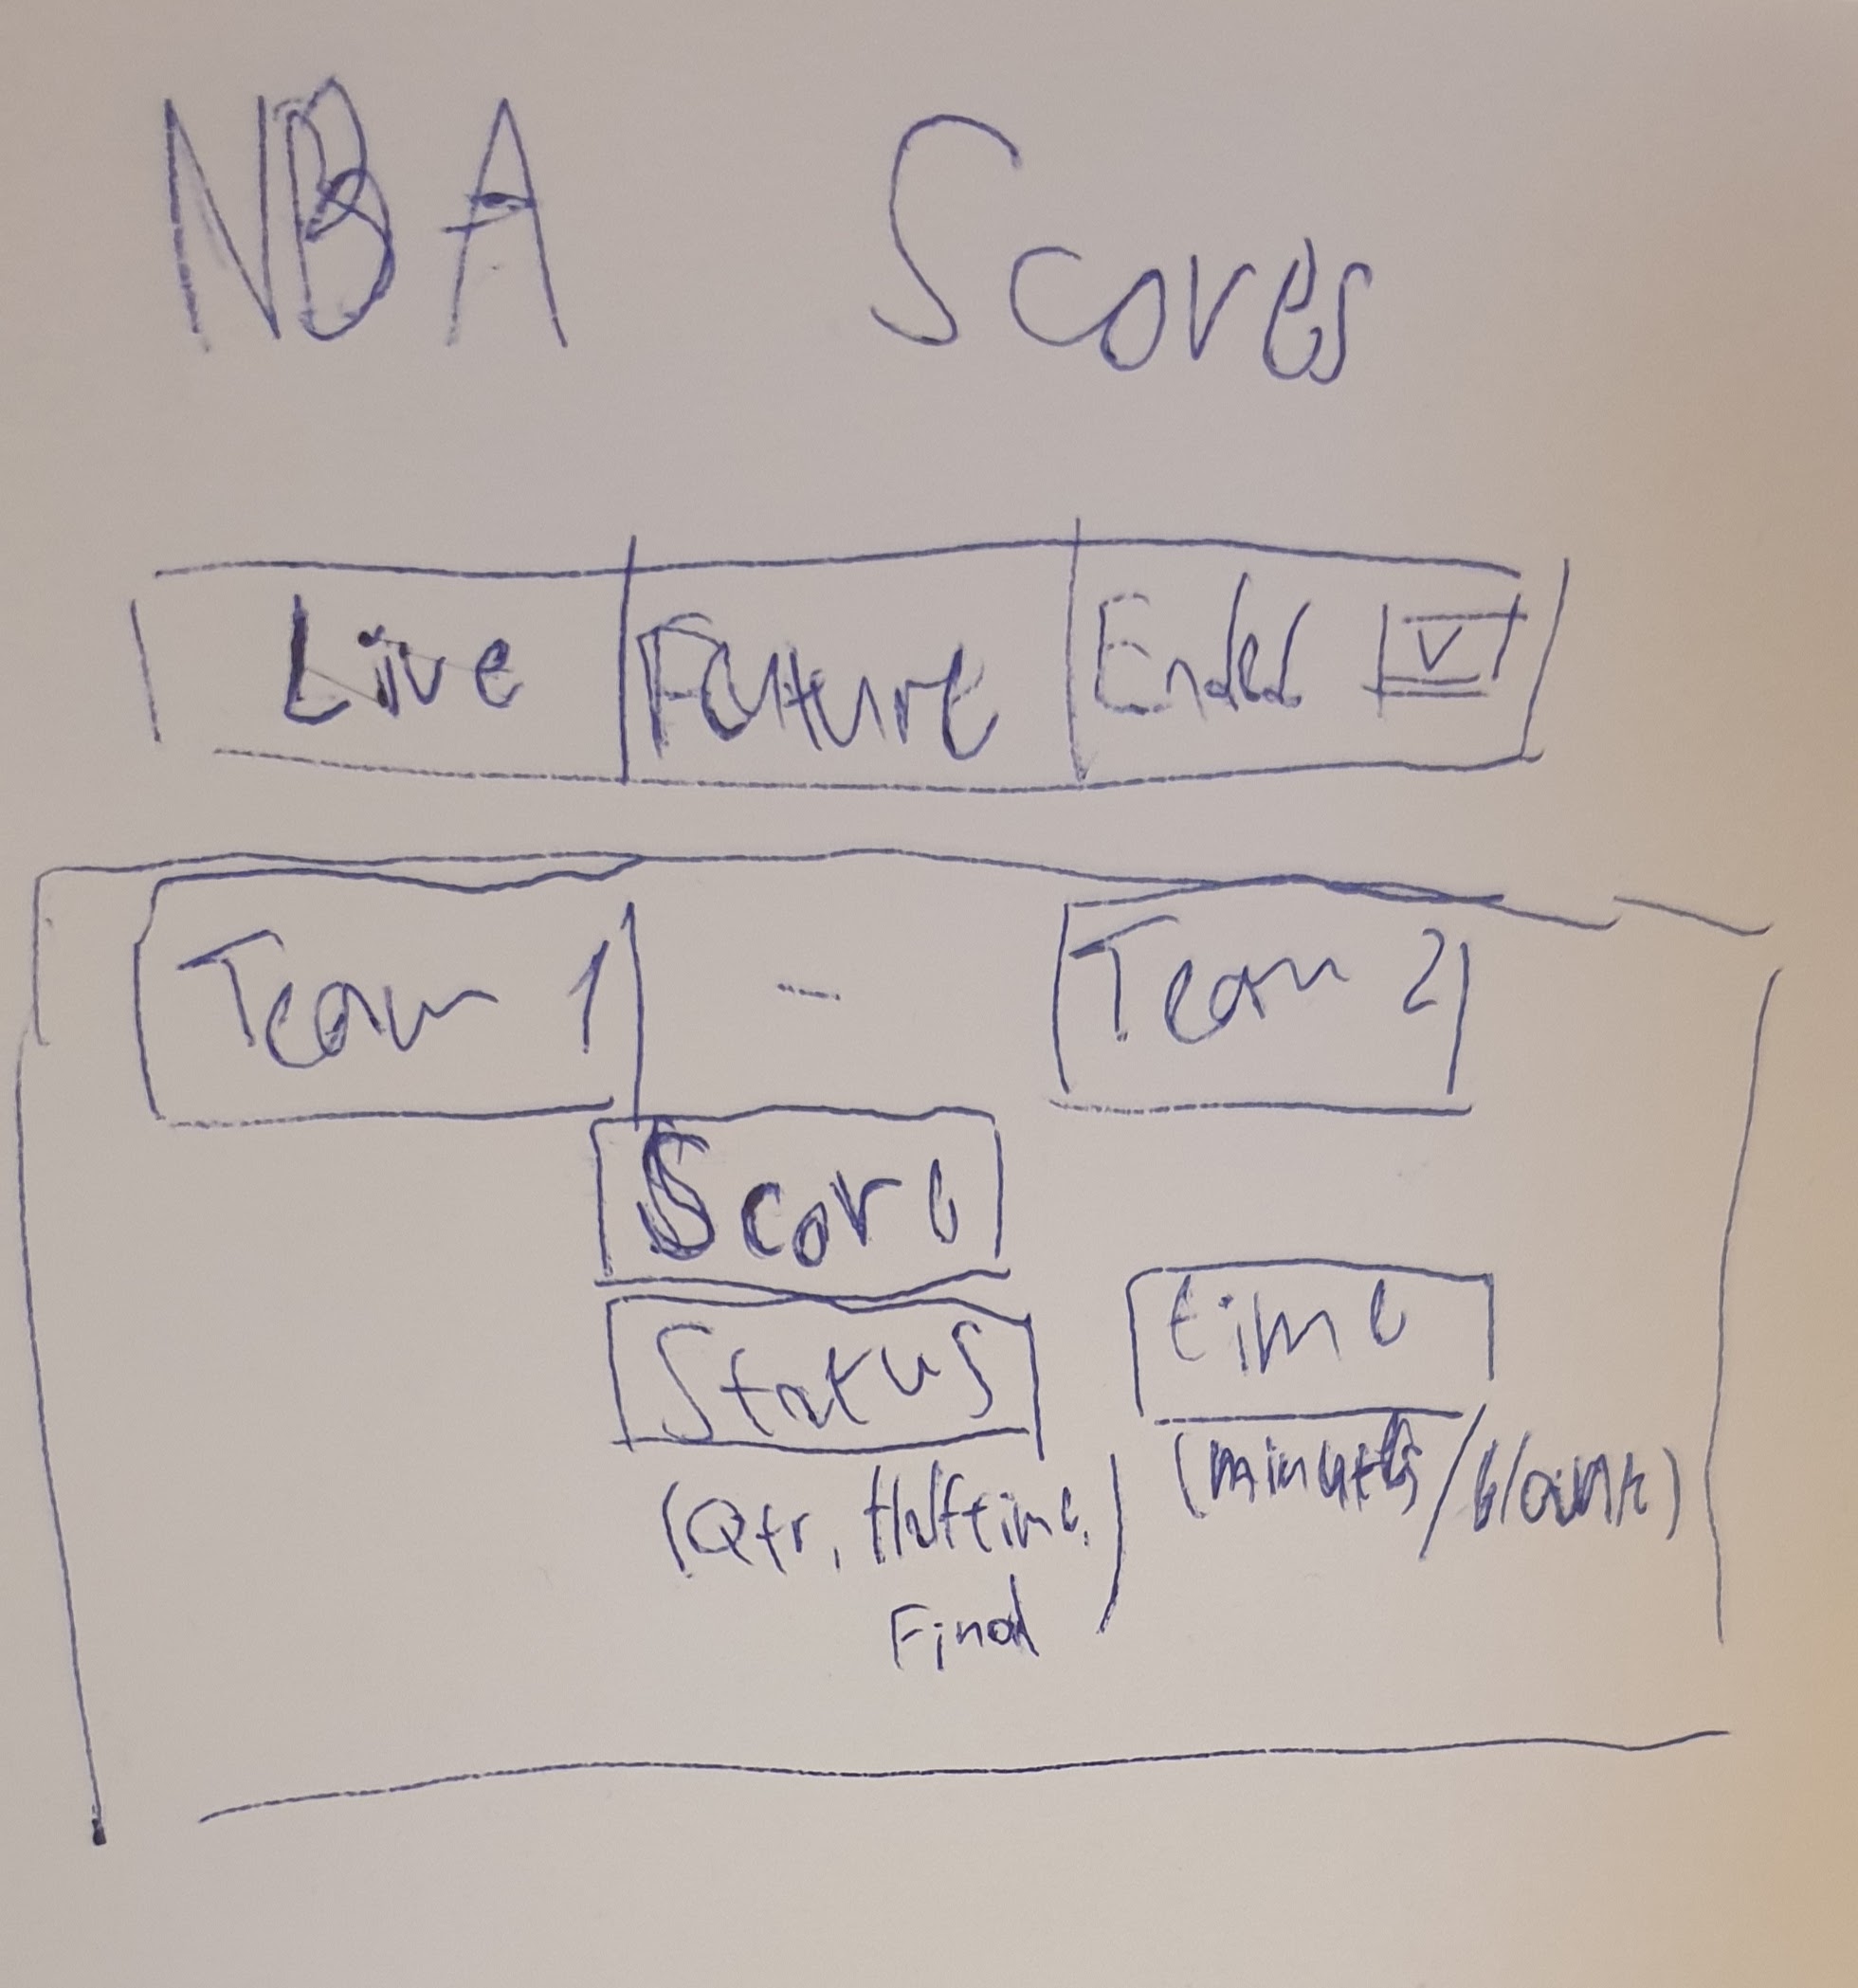 NBA Scores
Live Future Ended V
Team 1 - Team 2
Score
Status time
(Qtr, Halftime, Final) (minutes/blank)